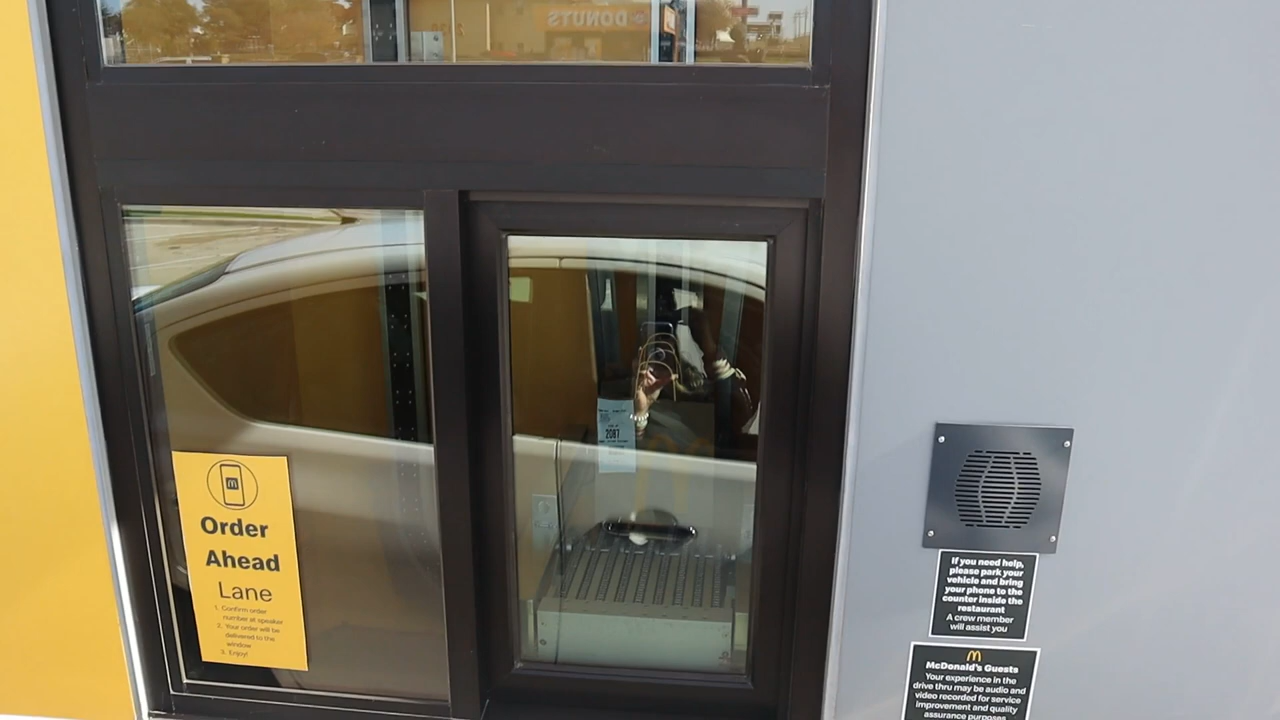 DONUTS
2087
Order
Ahead
Lane
1. Confirm order
number at speaker
2. Your order will be
delivered to the
window
3. Enjoy!
If you need help,
please park your
vehicle and bring
your phone to the
counter inside the
restaurant
A crew member
will assist you
McDonald's Guests
Your experience in the
drive thru may be audio and
video recorded for service
improvement and quality
assurance purposes